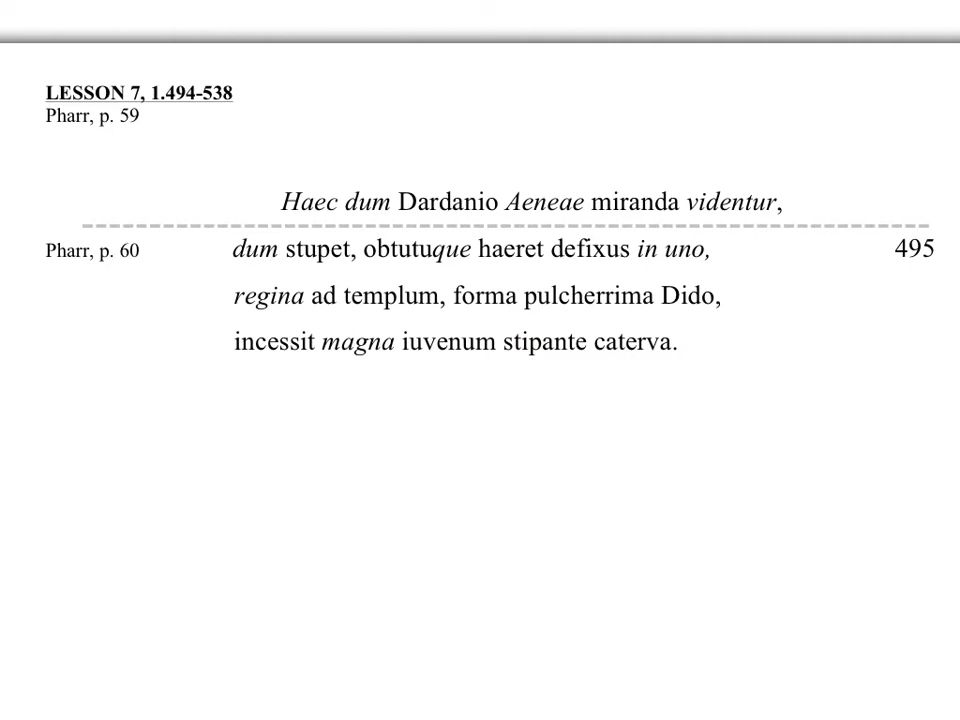 LESSON 7, 1.494-538
Pharr, p. 59
Haec dum Dardanio Aeneae miranda videntur,
Pharr, p. 60 dum stupet, obtutuque haeret defixus in uno, 495
regina ad templum, forma pulcherrima Dido,
incessit magna iuvenum stipante caterva.